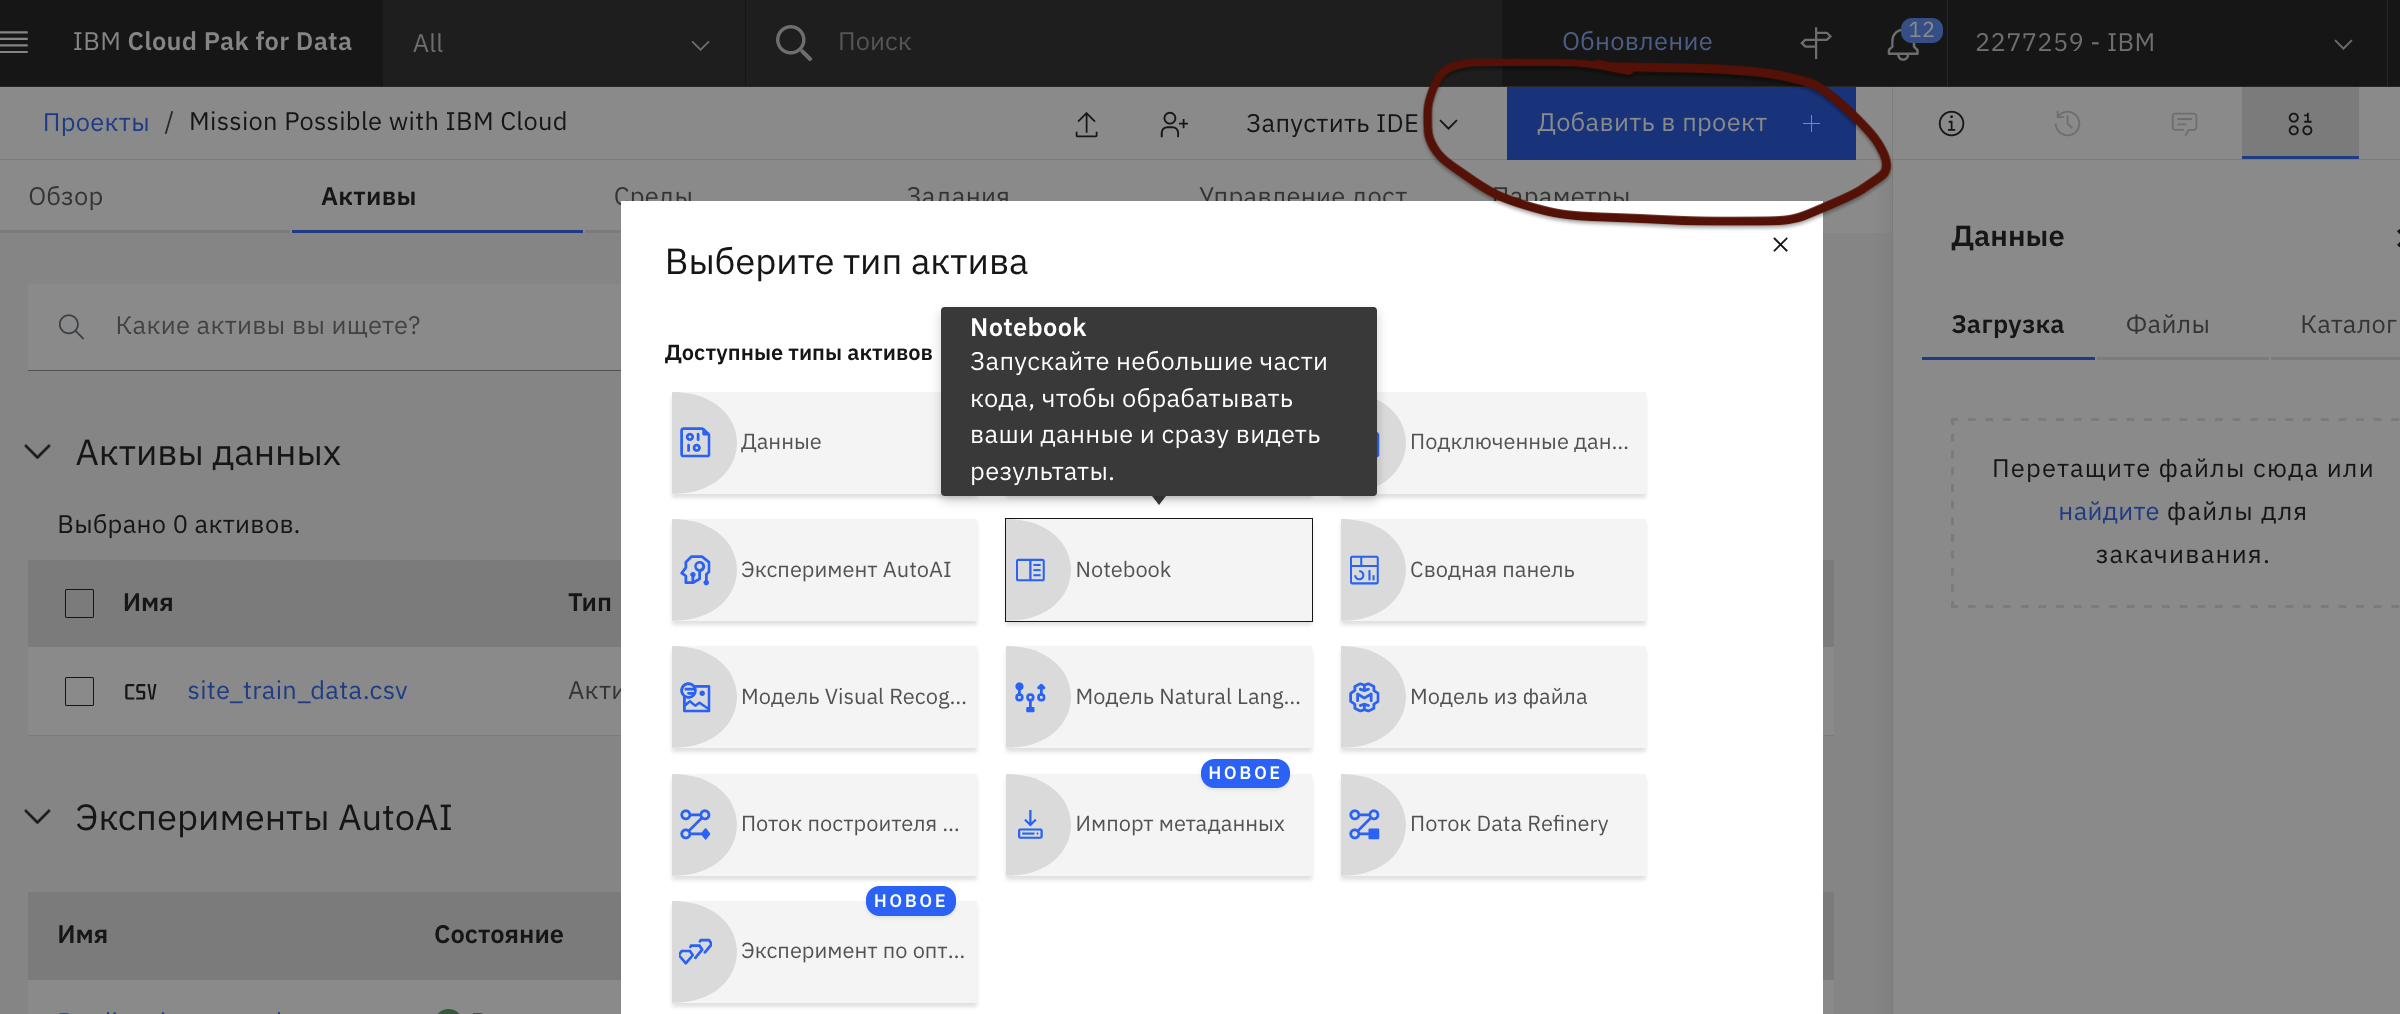 IBM Cloud Pak for Data
All
Поиск
Обновление
12
2277259 - IBM
Проекты / Mission Possible with IBM Cloud
Запустить IDE
Добавить в проект +
Обзор
Активы
Среды
Задания
Управление дост
Параметры
Какие активы вы ищете?
Активы данных
Выбрано 0 активов.
Имя
Тип
CSV
site_train_data.csv
Акти
Эксперименты AutoAI
Имя
Состояние
Выберите тип актива
Доступные типы активов
Notebook
Запускайте небольшие части
кода, чтобы обрабатывать
ваши данные и сразу видеть
результаты.
Данные
Подключенные дан...
Эксперимент AutoAI
Notebook
Сводная панель
Модель Visual Recog...
Модель Natural Lang...
Модель из файла
НОВОЕ
Поток построителя ...
Импорт метаданных
Поток Data Refinery
НОВОЕ
Эксперимент по опт...
Данные
Загрузка
Файлы
Каталог
Перетащите файлы сюда или
найдите файлы для
закачивания.